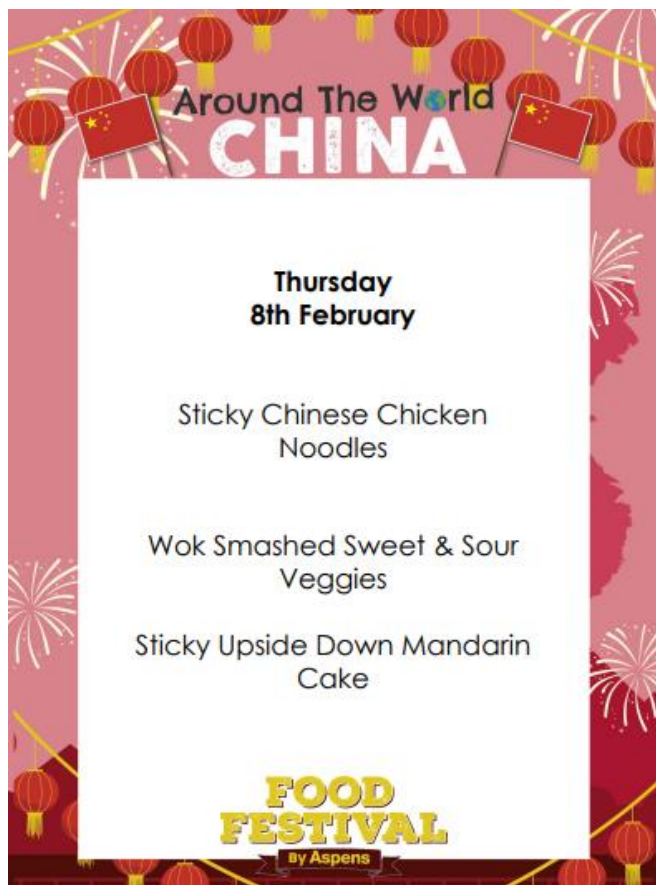 Around The World
CHINA
Thursday
8th February
Sticky Chinese Chicken
Noodles
Wok Smashed Sweet & Sour
Veggies
Sticky Upside Down Mandarin
Cake
FOOD
FESTIVAL
By Aspens